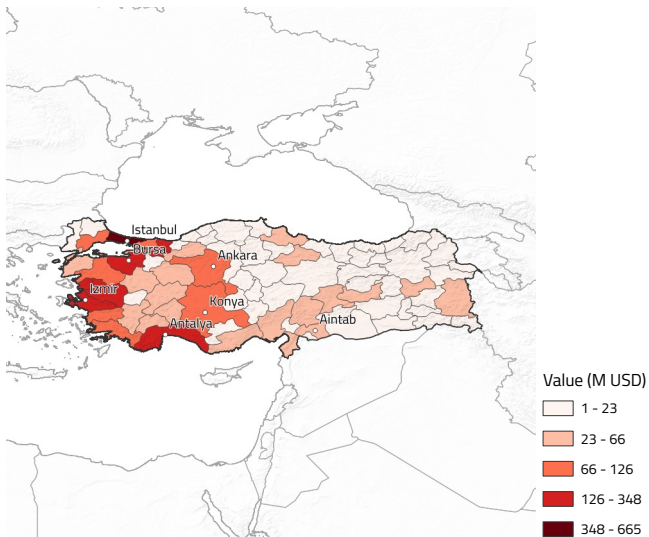 Istanbul
Bursa
Ankara
Izmir
Konya
Antalya
Aintab
Value (M USD)
1 - 23
23 - 66
66 - 126
126 - 348
348 - 665